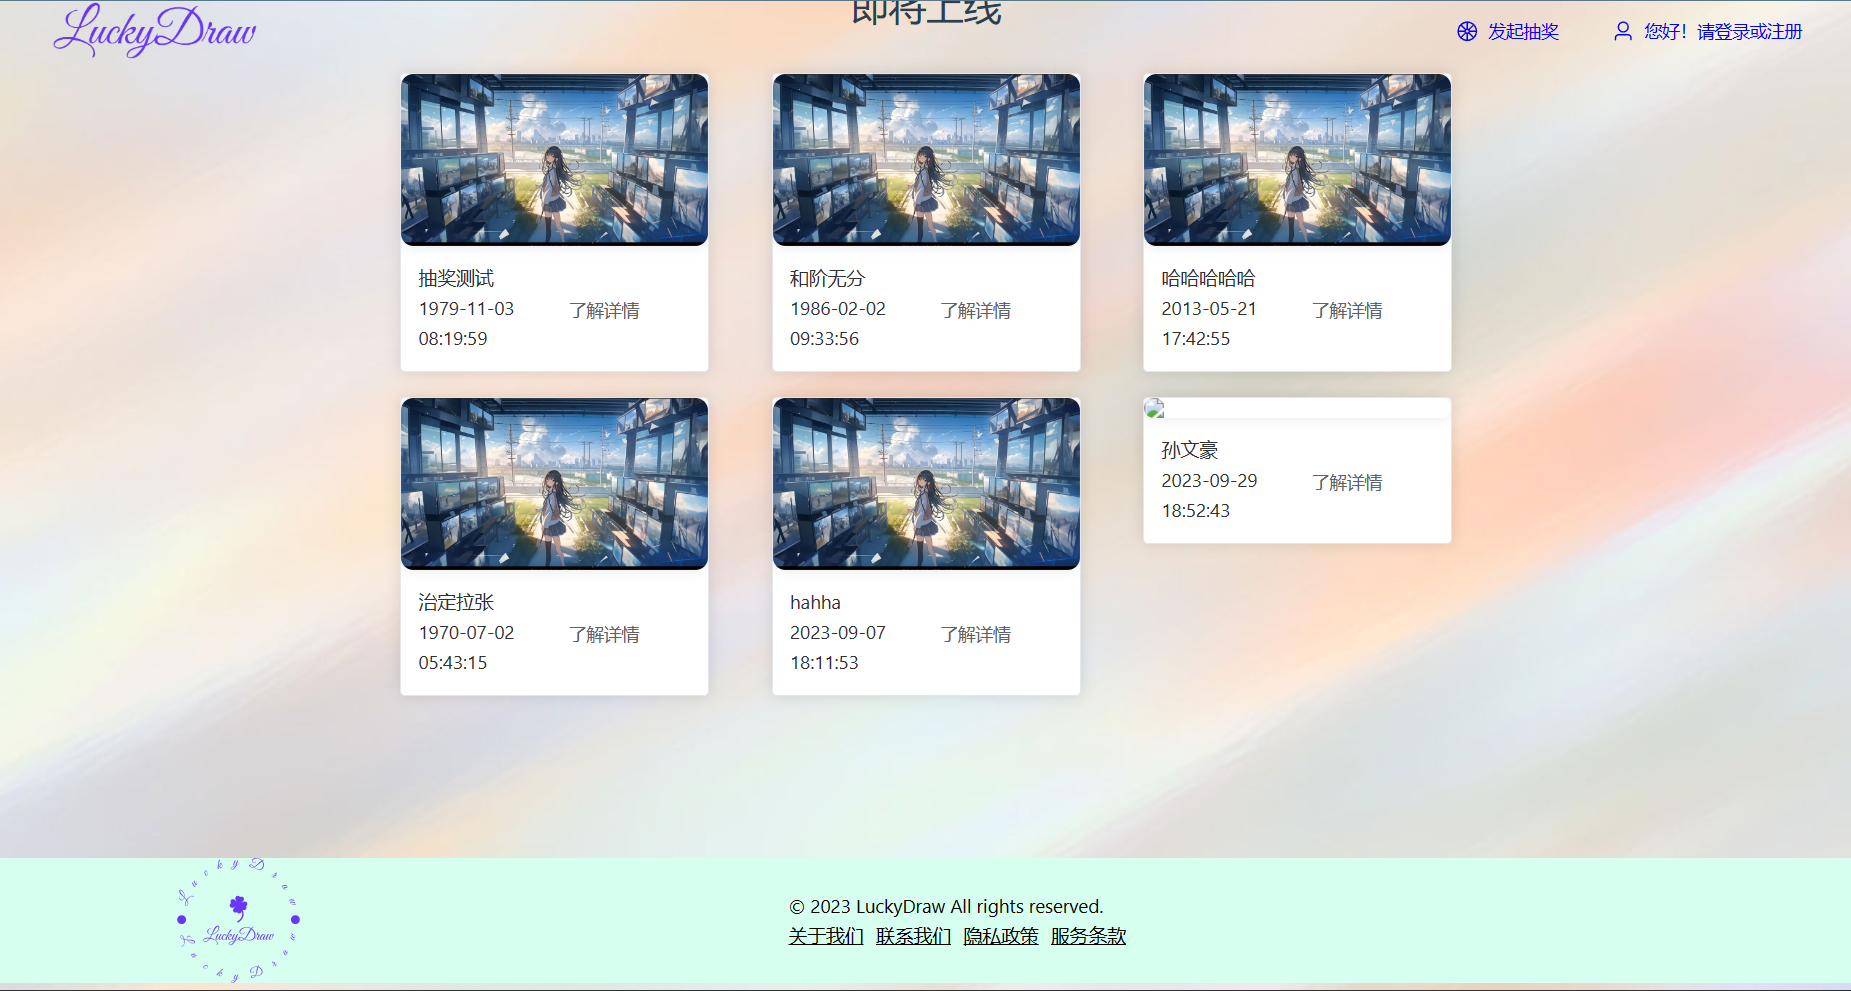 即将上线
LuckyDraw
发起抽奖
您好！请登录或注册
抽奖测试
1979-11-03
08:19:59
了解详情
和阶无分
1986-02-02
09:33:56
了解详情
哈哈哈哈哈
2013-05-21
17:42:55
了解详情
治定拉张
1970-07-02
05:43:15
了解详情
hahha
2023-09-07
18:11:53
了解详情
孙文豪
2023-09-29
18:52:43
了解详情
LuckyDraw
LuckyDraw
LuckyDraw
© 2023 LuckyDraw All rights reserved.
关于我们 联系我们 隐私政策 服务条款